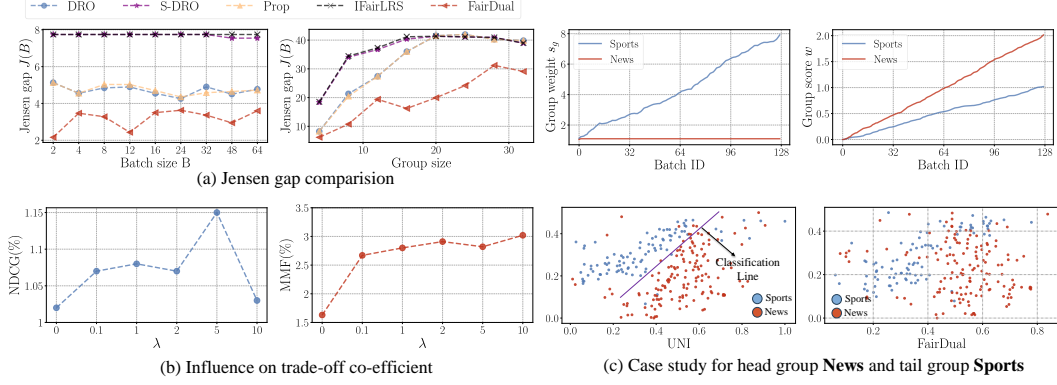 DRO S-DRO Prop IFairLRS FairDual
Jensen gap J(B)
8
6
4
2
2 4 8 12 16 20 24 32 48 64
Batch size B
Jensen gap J(B)
40
30
20
10
0
0 10 20 30
Group size
(a) Jensen gap comparision
Group weight s_g
8
6
4
2
0 32 64 96 128
Batch ID
Sports
News
Group score w
2.0
1.5
1.0
0.5
0.0
0 32 64 96 128
Batch ID
Sports
News
NDCG(%)
1.15
1.1
1.05
1
0 0.1 1 2 5 10
λ
MMF(%)
3.5
3.0
2.5
2.0
1.5
0 0.1 1 2 5 10
λ
(b) Influence on trade-off co-efficient
0.4
0.2
0.0
0.0 0.2 0.4 0.6 0.8 1.0
UNI
Classification
Line
Sports
News
0.4
0.2
0.0
0.2 0.4 0.6 0.8
FairDual
Sports
News
(c) Case study for head group News and tail group Sports